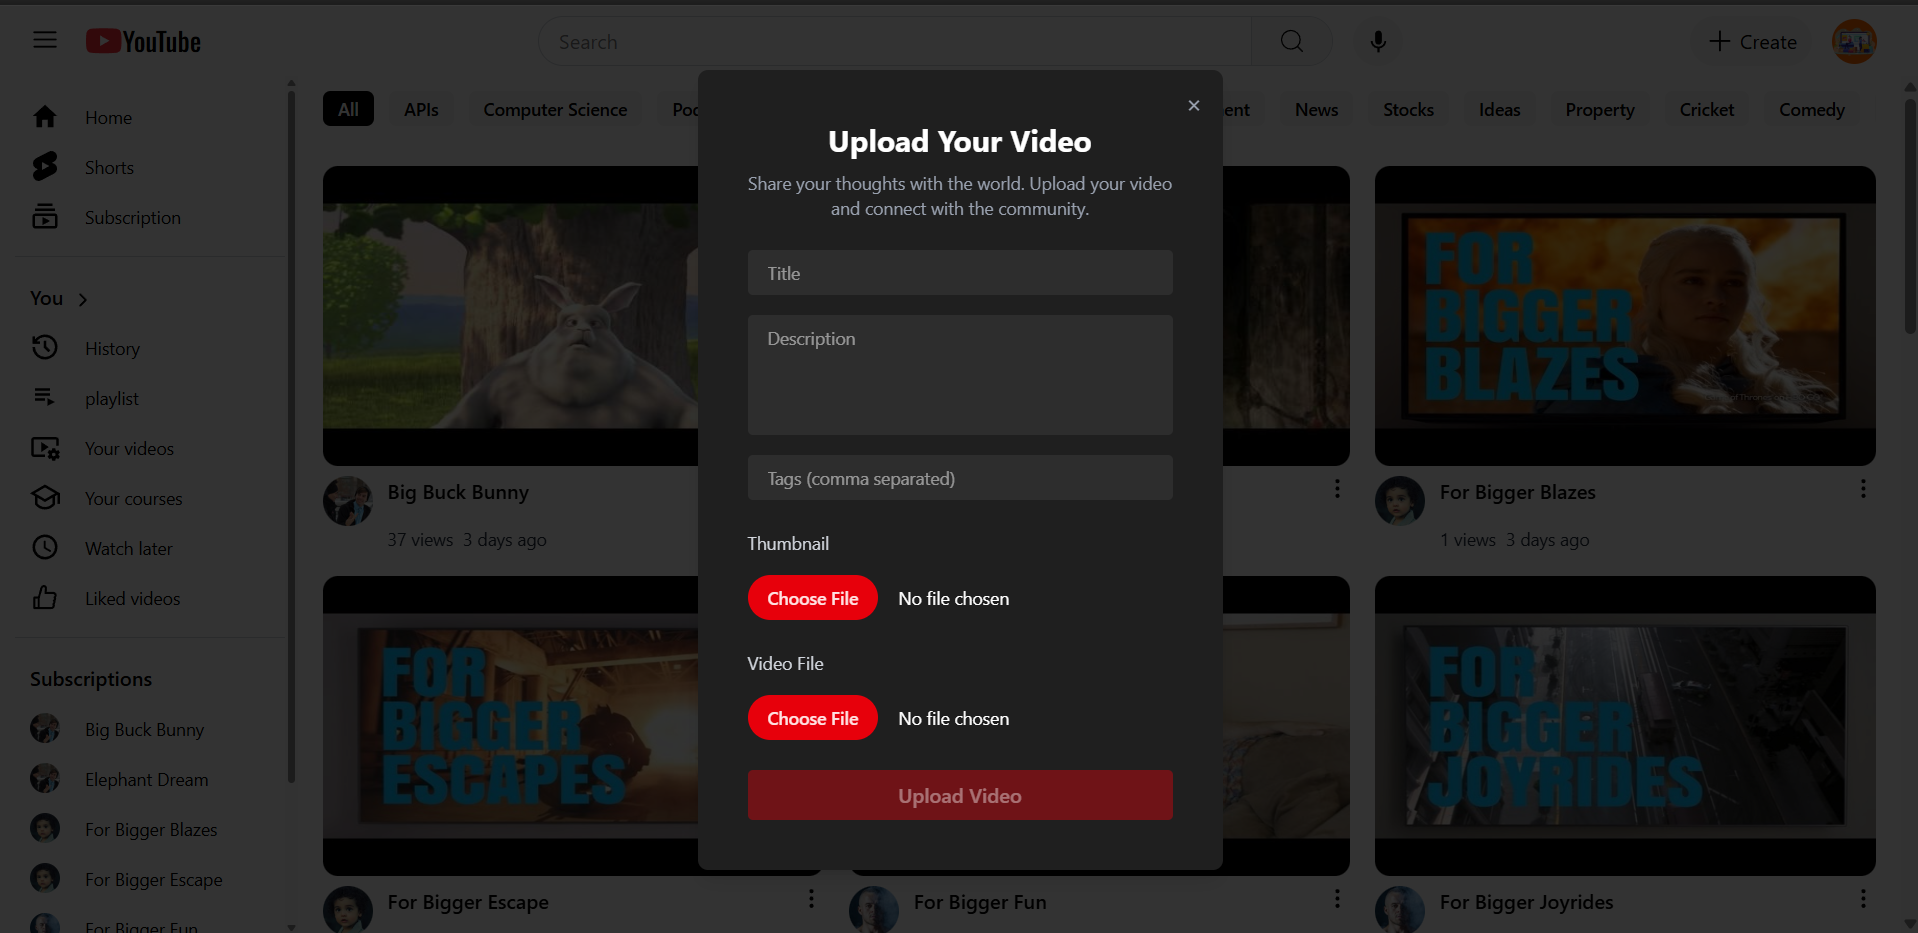 YouTube
Search
Create
Home
Shorts
Subscription
You
History
playlist
Your videos
Your courses
Watch later
Liked videos
Subscriptions
Big Buck Bunny
Elephant Dream
For Bigger Blazes
For Bigger Escape
For Bigger Fun
All APIs Computer Science
News Stocks Ideas Property Cricket Comedy
Upload Your Video
Share your thoughts with the world. Upload your video
and connect with the community.
Title
Description
Tags (comma separated)
Thumbnail
Choose File No file chosen
Video File
Choose File No file chosen
Upload Video
FOR
BIGGER
BLAZES
Big Buck Bunny
37 views 3 days ago
For Bigger Blazes
1 views 3 days ago
FOR
BIGGER
ESCAPES
FOR
BIGGER
JOYRIDES
For Bigger Escape
For Bigger Fun
For Bigger Joyrides